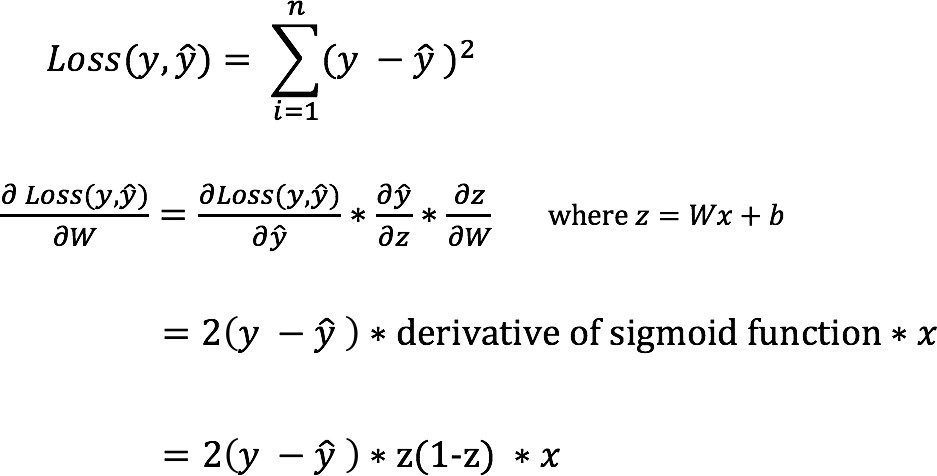 Loss(y, ŷ) = ∑_{i=1}^{n} (y − ŷ)²
∂ Loss(y,ŷ)/∂W = ∂Loss(y,ŷ)/∂ŷ * ∂ŷ/∂z * ∂z/∂W where z = Wx + b
= 2(y − ŷ) * derivative of sigmoid function * x
= 2(y − ŷ) * z(1-z) * x